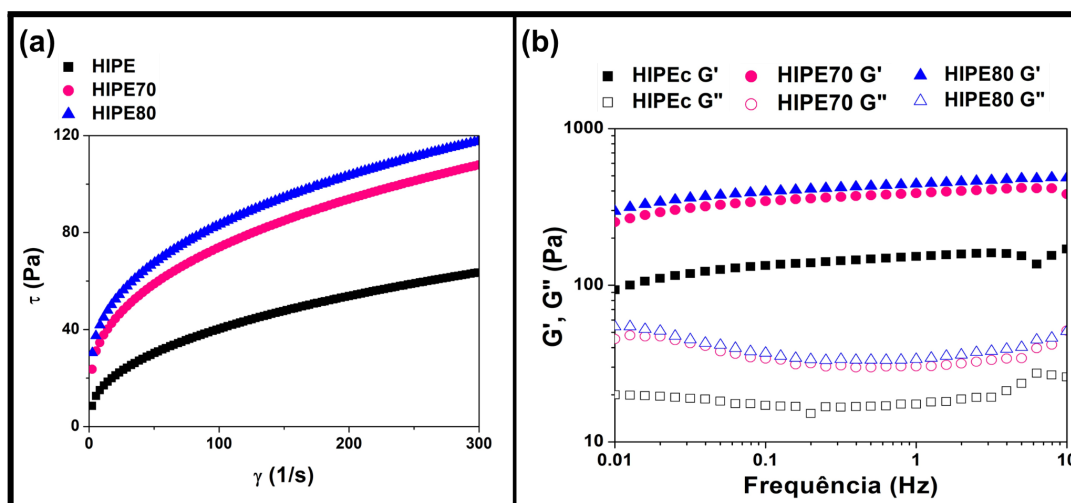 (a)
HIPE
HIPE70
HIPE80
120
80
40
0
0
100
200
300
τ (Pa)
γ (1/s)
(b)
HIPEc G' HIPE70 G' HIPE80 G'
HIPEc G" HIPE70 G" HIPE80 G"
1000
100
10
0.01
0.1
1
10
G', G" (Pa)
Frequência (Hz)